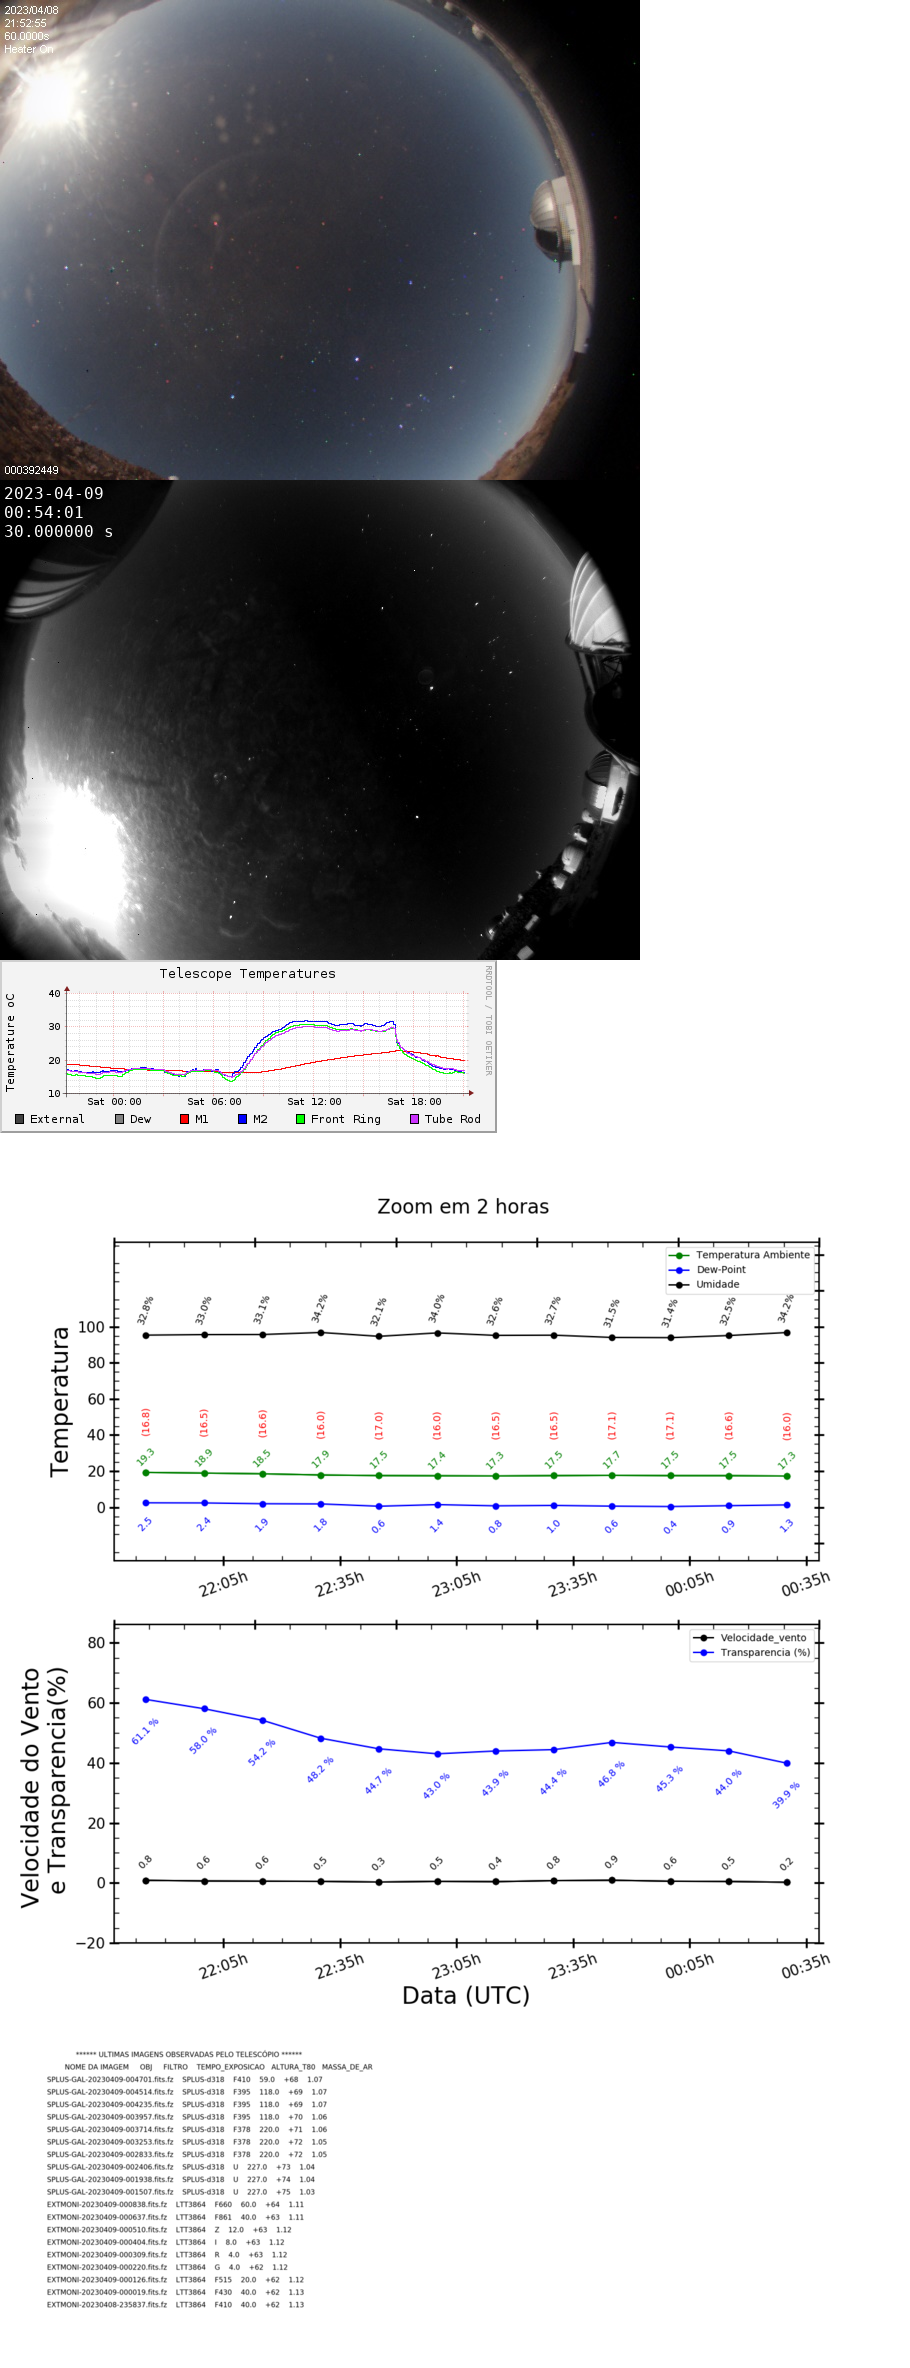 2023/04/08
21:52:55
60.0000s
Heater On
000392449
2023-04-09
00:54:01
30.000000 s
Telescope Temperatures
RRDTOOL / TOBI OETIKER
Temperature oC
40
30
20
10
Sat 00:00 Sat 06:00 Sat 12:00 Sat 18:00
External Dew M1 M2 Front Ring Tube Rod
Zoom em 2 horas
Temperatura Ambiente
Dew-Point
Umidade
Temperatura
100
80
60
40
20
0
32.8% 33.0% 33.1% 34.2% 32.1% 34.0% 32.6% 32.7% 31.5% 31.4% 32.5% 34.2%
(16.8) (16.5) (16.6) (16.0) (17.0) (16.0) (16.5) (16.5) (17.1) (17.1) (16.6) (16.0)
19.3 18.9 18.5 17.9 17.5 17.4 17.3 17.5 17.7 17.5 17.5 17.3
2.5 2.4 1.9 1.8 0.6 1.4 0.8 1.0 0.6 0.4 0.9 1.3
22:05h 22:35h 23:05h 23:35h 00:05h 00:35h
Velocidade_vento
Transparencia (%)
Velocidade do Vento
e Transparencia(%)
80
60
40
20
0
−20
61.1 % 58.0 % 54.2 % 48.2 % 44.7 % 43.0 % 43.9 % 44.4 % 46.8 % 45.3 % 44.0 % 39.9 %
0.8 0.6 0.6 0.5 0.3 0.5 0.4 0.8 0.9 0.6 0.5 0.2
22:05h 22:35h 23:05h 23:35h 00:05h 00:35h
Data (UTC)
****** ULTIMAS IMAGENS OBSERVADAS PELO TELESCÓPIO ******
NOME DA IMAGEM OBJ FILTRO TEMPO_EXPOSICAO ALTURA_T80 MASSA_DE_AR
SPLUS-GAL-20230409-004701.fits.fz SPLUS-d318 F410 59.0 +68 1.07
SPLUS-GAL-20230409-004514.fits.fz SPLUS-d318 F395 118.0 +69 1.07
SPLUS-GAL-20230409-004235.fits.fz SPLUS-d318 F395 118.0 +69 1.07
SPLUS-GAL-20230409-003957.fits.fz SPLUS-d318 F395 118.0 +70 1.06
SPLUS-GAL-20230409-003714.fits.fz SPLUS-d318 F378 220.0 +71 1.06
SPLUS-GAL-20230409-003253.fits.fz SPLUS-d318 F378 220.0 +72 1.05
SPLUS-GAL-20230409-002833.fits.fz SPLUS-d318 F378 220.0 +72 1.05
SPLUS-GAL-20230409-002406.fits.fz SPLUS-d318 U 227.0 +73 1.04
SPLUS-GAL-20230409-001938.fits.fz SPLUS-d318 U 227.0 +74 1.04
SPLUS-GAL-20230409-001507.fits.fz SPLUS-d318 U 227.0 +75 1.03
EXTMONI-20230409-000838.fits.fz LTT3864 F660 60.0 +64 1.11
EXTMONI-20230409-000637.fits.fz LTT3864 F861 40.0 +63 1.11
EXTMONI-20230409-000510.fits.fz LTT3864 Z 12.0 +63 1.12
EXTMONI-20230409-000404.fits.fz LTT3864 I 8.0 +63 1.12
EXTMONI-20230409-000309.fits.fz LTT3864 R 4.0 +63 1.12
EXTMONI-20230409-000220.fits.fz LTT3864 G 4.0 +62 1.12
EXTMONI-20230409-000126.fits.fz LTT3864 F515 20.0 +62 1.12
EXTMONI-20230409-000019.fits.fz LTT3864 F430 40.0 +62 1.13
EXTMONI-20230408-235837.fits.fz LTT3864 F410 40.0 +62 1.13